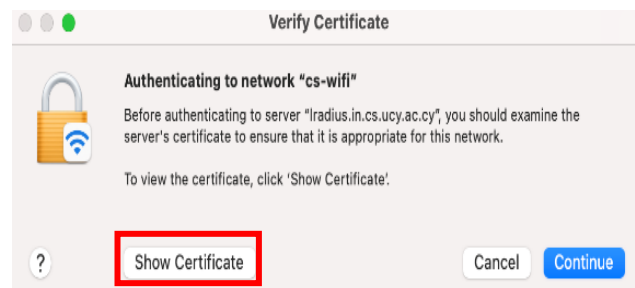 Verify Certificate
Authenticating to network “cs-wifi”
Before authenticating to server “lradius.in.cs.ucy.ac.cy”, you should examine the
server’s certificate to ensure that it is appropriate for this network.
To view the certificate, click ‘Show Certificate’.
?
Show Certificate
Cancel
Continue